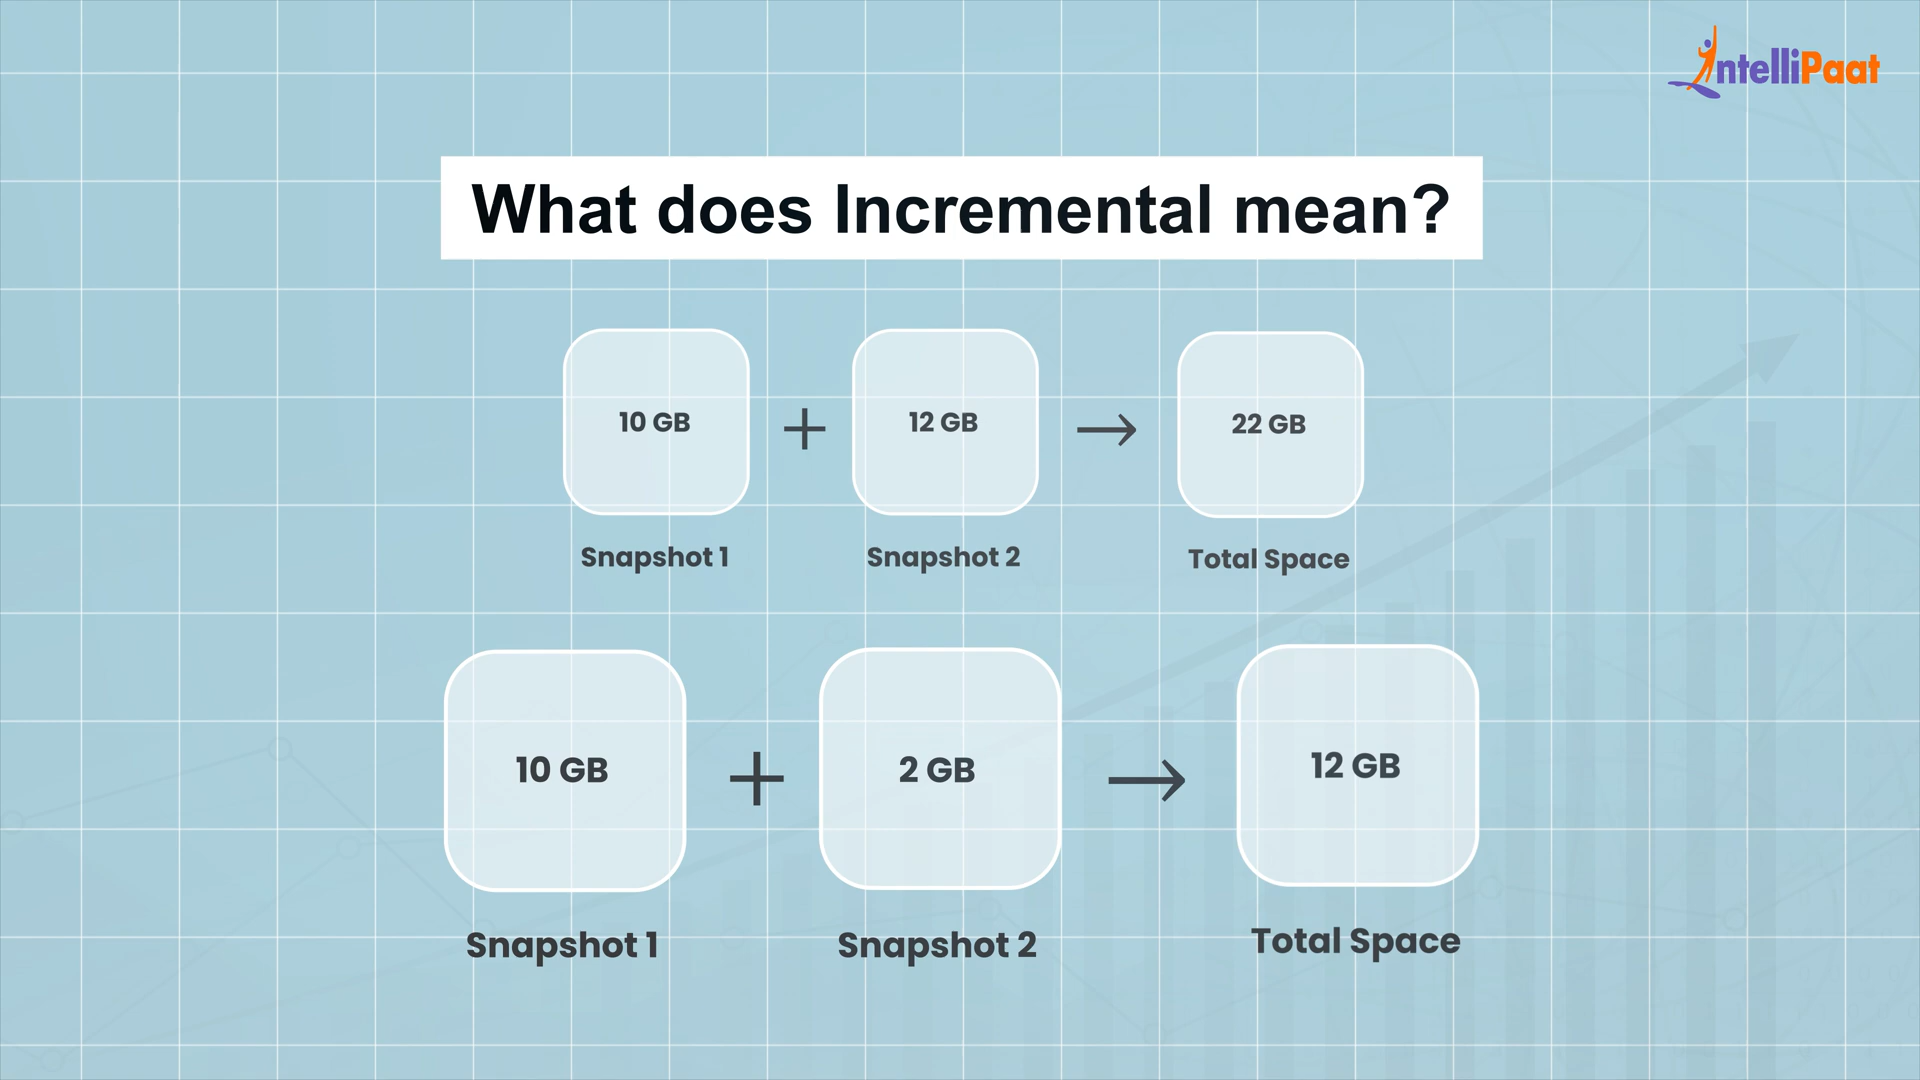 IntelliPaat
What does Incremental mean?
10 GB + 12 GB → 22 GB
Snapshot 1 Snapshot 2 Total Space
10 GB + 2 GB → 12 GB
Snapshot 1 Snapshot 2 Total Space